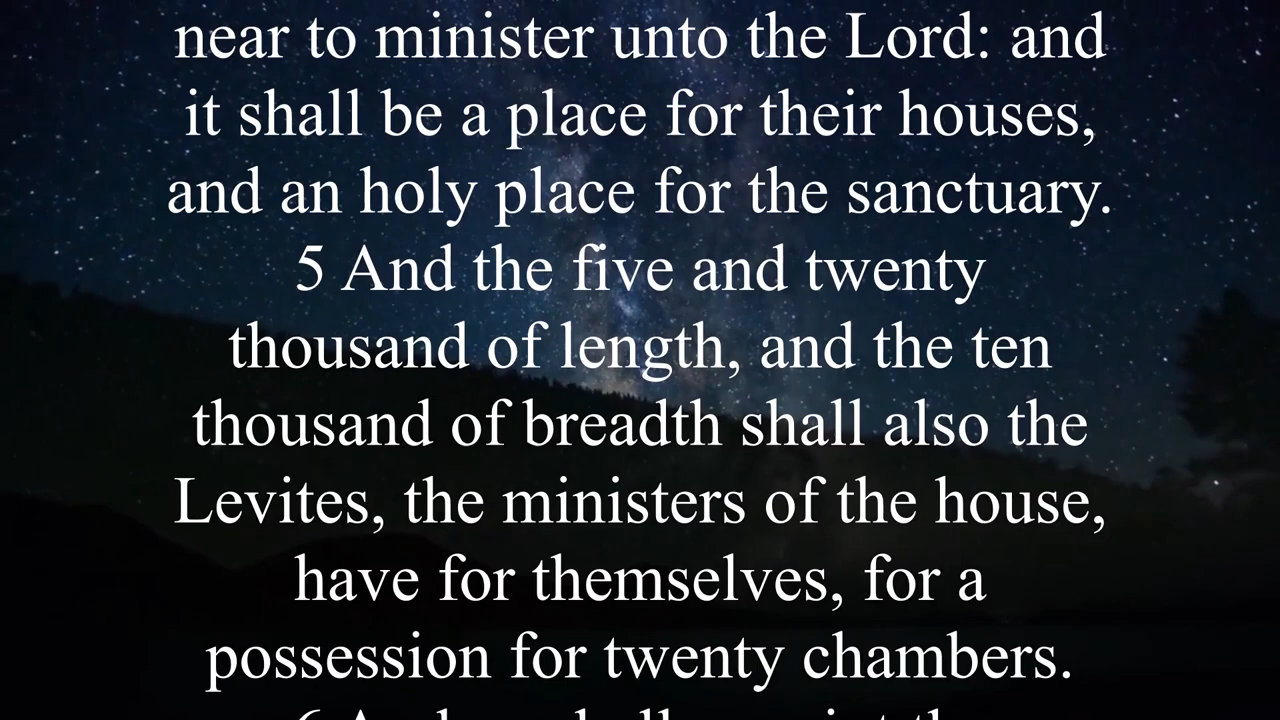 near to minister unto the Lord: and
it shall be a place for their houses,
and an holy place for the sanctuary.
5 And the five and twenty
thousand of length, and the ten
thousand of breadth shall also the
Levites, the ministers of the house,
have for themselves, for a
possession for twenty chambers.